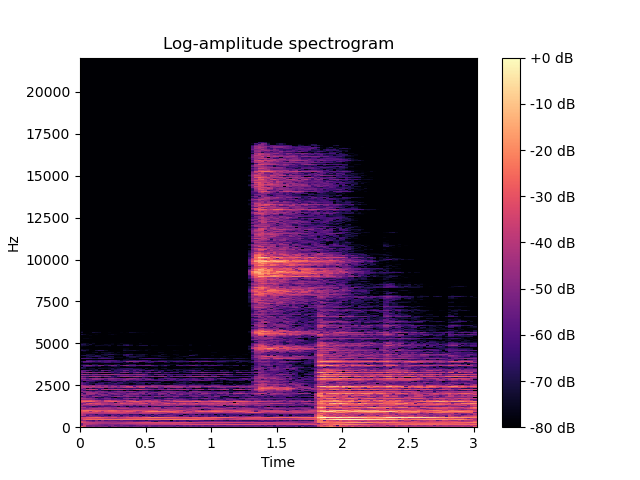 Log-amplitude spectrogram
+0 dB
20000
-10 dB
17500
-20 dB
15000
-30 dB
12500
Hz
10000
-40 dB
7500
-50 dB
5000
-60 dB
2500
-70 dB
0
-80 dB
0 0.5 1 1.5 2 2.5 3
Time